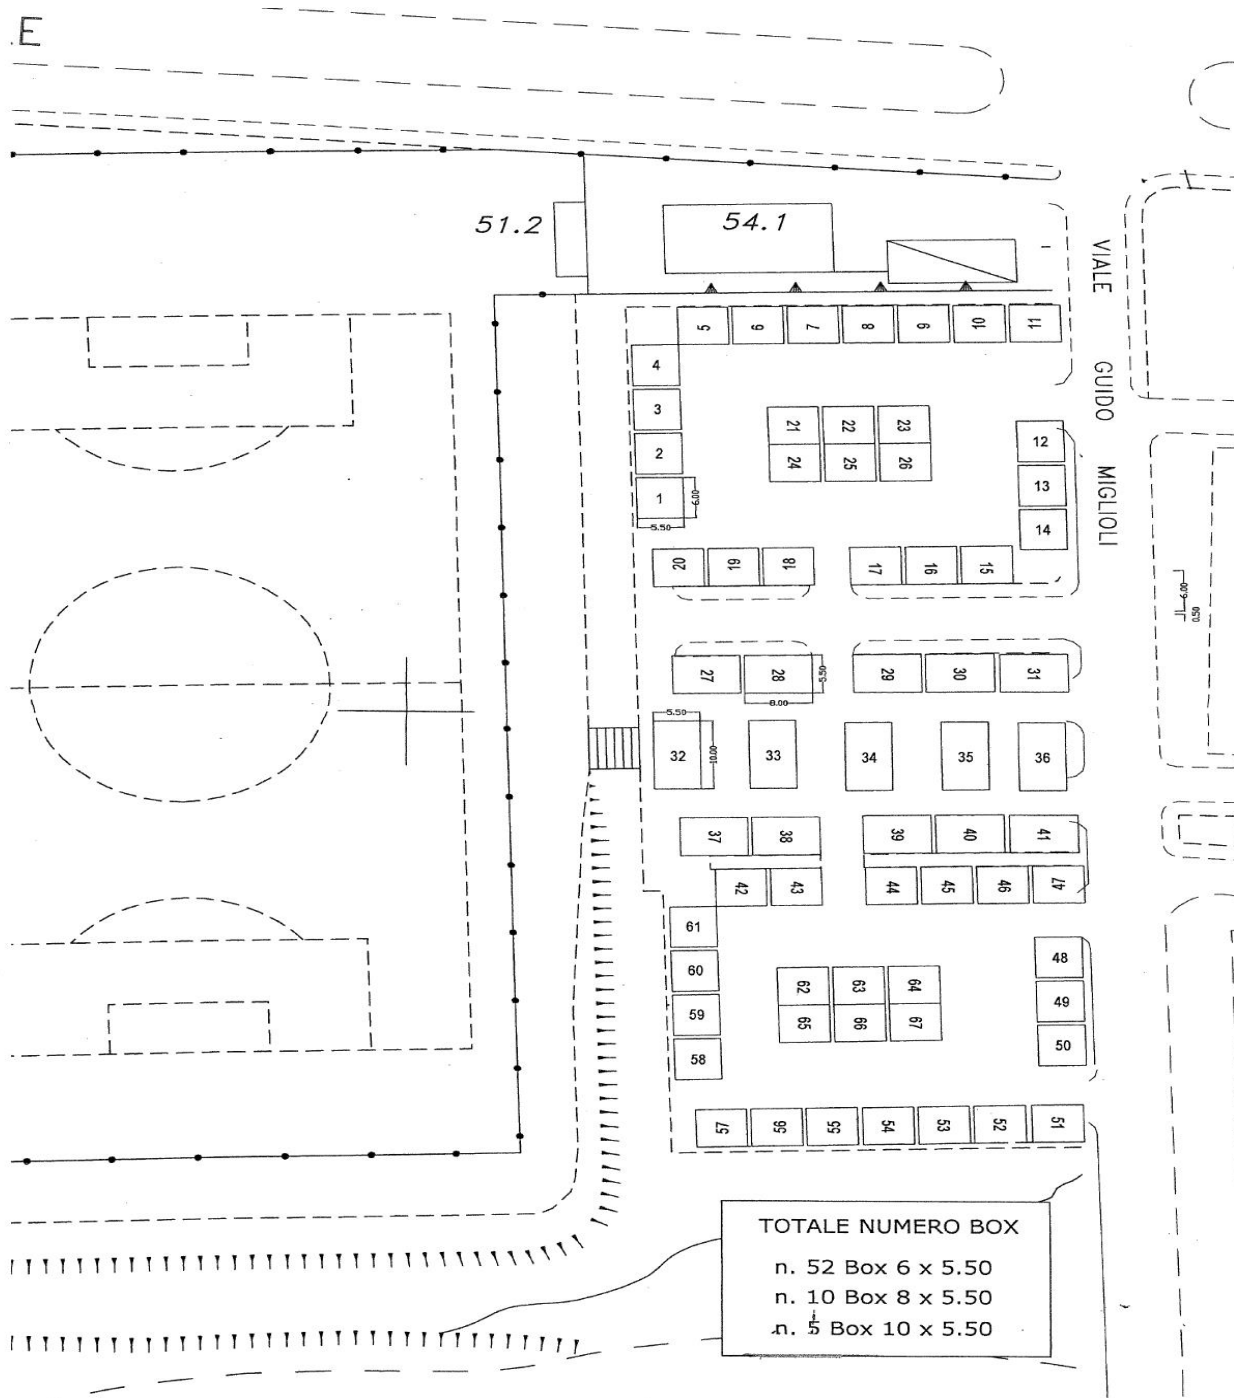 .E
51.2
54.1
VIALE GUIDO MIGLIOLI
5 6 7 8 9 10 11
4
3
2
1
6.00
5.50
21 22 23
24 25 26
12
13
14
20 19 18 17 16 15
6.00
0.50
27 28 29 30 31
5.50
8.00
5.50
32 33 34 35 36
10.00
37 38 39 40 41
42 43 44 45 46 47
61
60
59
58
62 63 64
65 66 67
48
49
50
57 56 55 54 53 52 51
TOTALE NUMERO BOX
n. 52 Box 6 x 5.50
n. 10 Box 8 x 5.50
n. 5 Box 10 x 5.50